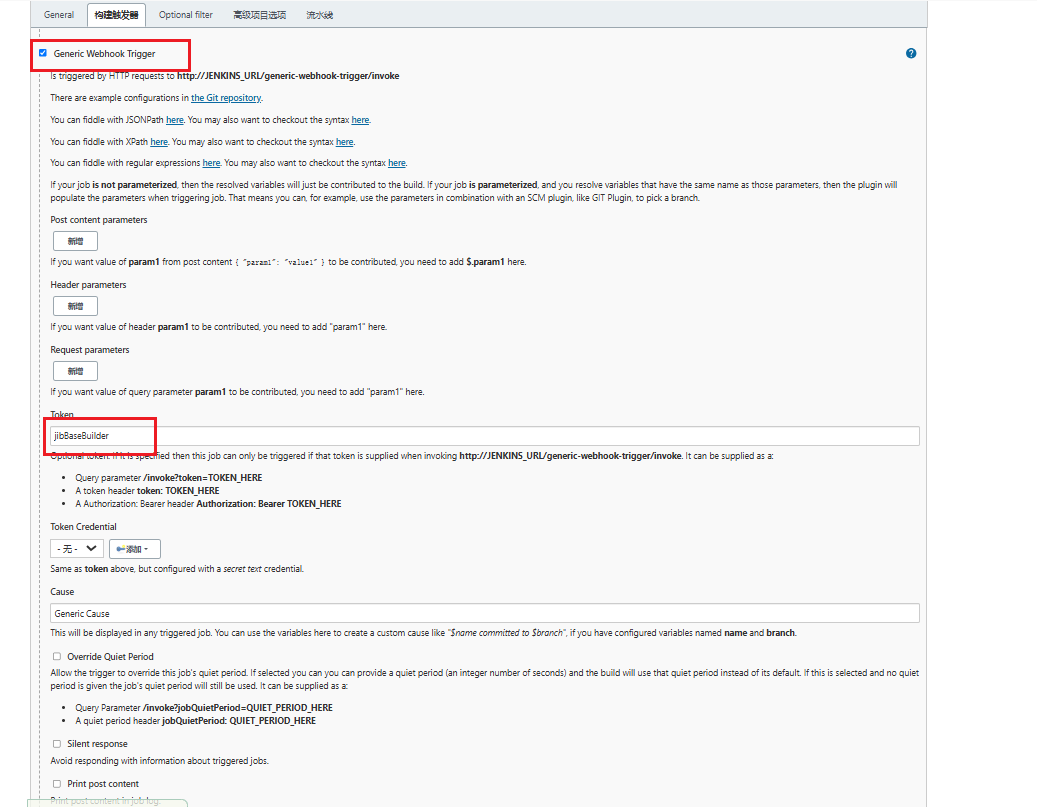 General 构建触发器 Optional filter 高级项目选项 流水线
Generic Webhook Trigger
Is triggered by HTTP requests to http://JENKINS_URL/generic-webhook-trigger/invoke
There are example configurations in the Git repository.
You can fiddle with JSONPath here. You may also want to checkout the syntax here.
You can fiddle with XPath here. You may also want to checkout the syntax here.
You can fiddle with regular expressions here. You may also want to checkout the syntax here.
If your job is not parameterized, then the resolved variables will just be contributed to the build. If your job is parameterized, and you resolve variables that have the same name as those parameters, then the plugin will
populate the parameters when triggering job. That means you can, for example, use the parameters in combination with an SCM plugin, like GIT Plugin, to pick a branch.
Post content parameters
新增
If you want value of param1 from post content { "param1": "value1" } to be contributed, you need to add $.param1 here.
Header parameters
新增
If you want value of header param1 to be contributed, you need to add "param1" here.
Request parameters
新增
If you want value of query parameter param1 to be contributed, you need to add "param1" here.
Token
jibBaseBuilder
Optional token. If it is specified then this job can only be triggered if that token is supplied when invoking http://JENKINS_URL/generic-webhook-trigger/invoke. It can be supplied as a:
• Query parameter /invoke?token=TOKEN_HERE
• A token header token: TOKEN_HERE
• A Authorization: Bearer header Authorization: Bearer TOKEN_HERE
Token Credential
- 无 - 添加
Same as token above, but configured with a secret text credential.
Cause
Generic Cause
This will be displayed in any triggered job. You can use the variables here to create a custom cause like "$name committed to $branch", if you have configured variables named name and branch.
Override Quiet Period
Allow the trigger to override this job's quiet period. If selected you can you can provide a quiet period (an integer number of seconds) and the build will use that quiet period instead of its default. If this is selected and no quiet
period is given the job's quiet period will still be used. It can be supplied as a:
• Query Parameter /invoke?jobQuietPeriod=QUIET_PERIOD_HERE
• A quiet period header jobQuietPeriod: QUIET_PERIOD_HERE
Silent response
Avoid responding with information about triggered jobs.
Print post content
Print post content in job log.